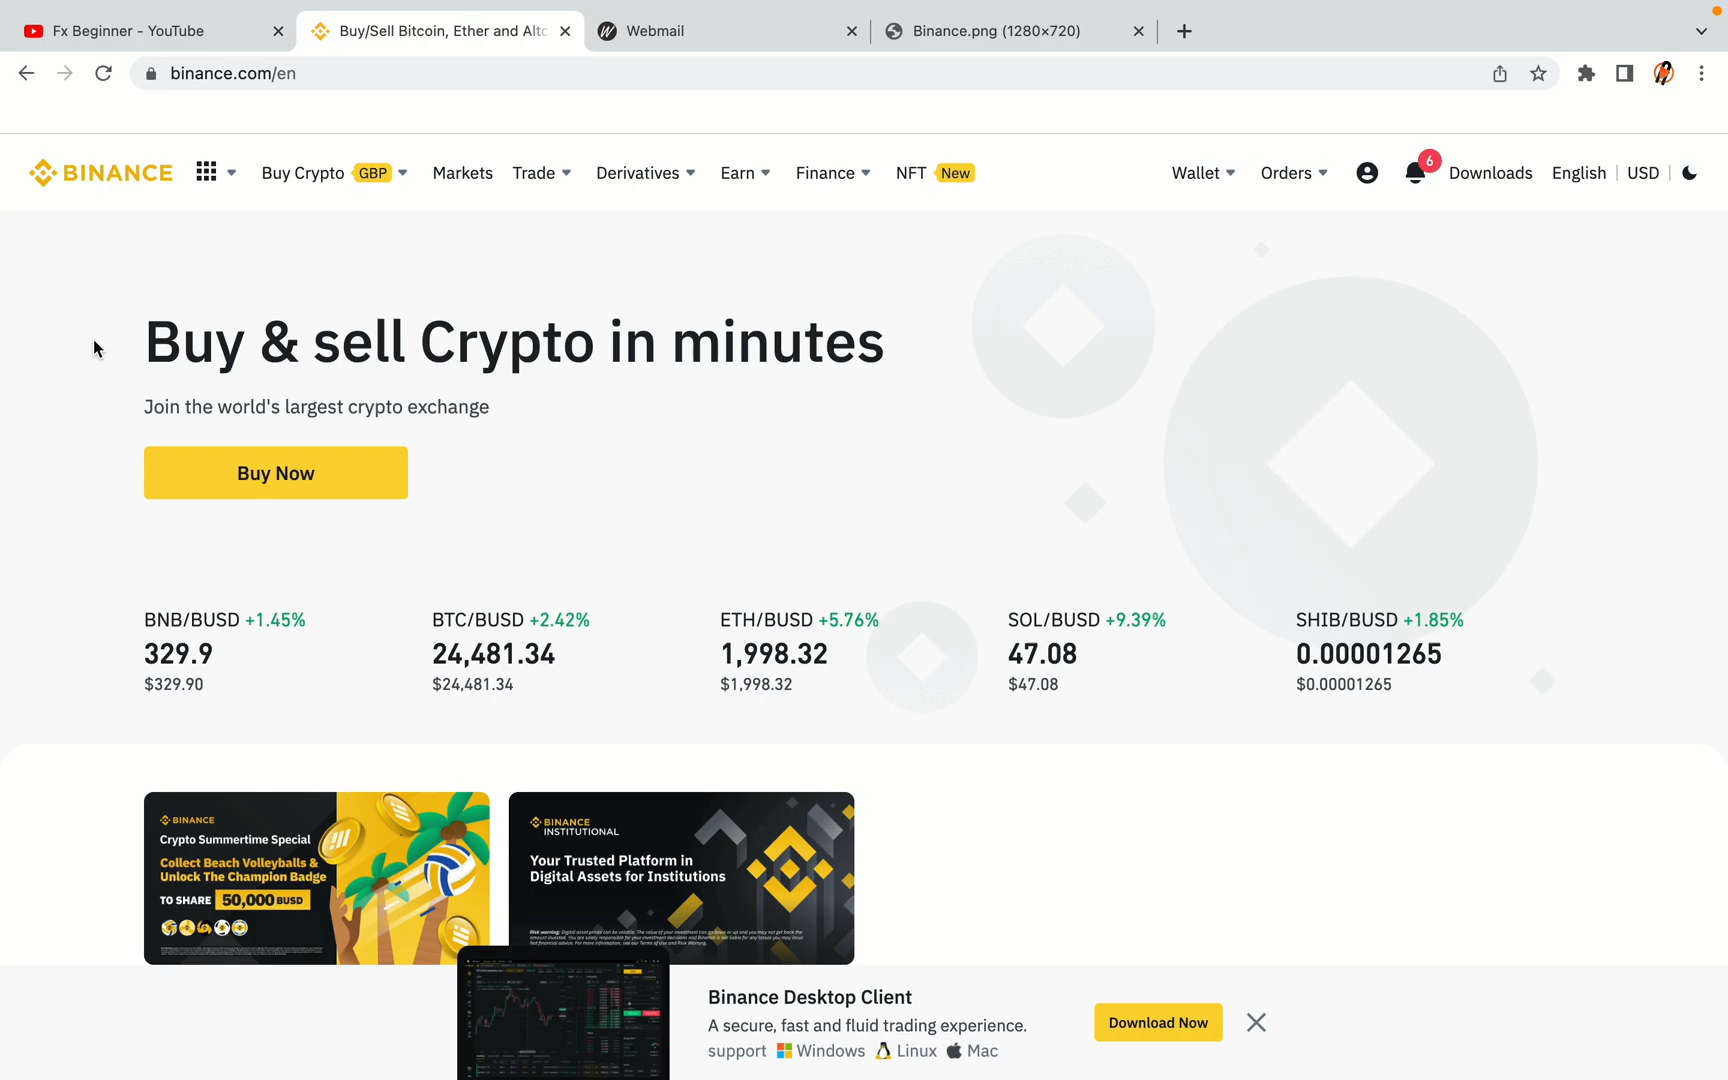 Fx Beginner - YouTube
Buy/Sell Bitcoin, Ether and Altc
Webmail
Binance.png (1280×720)
binance.com/en
BINANCE
Buy Crypto GBP
Markets
Trade
Derivatives
Earn
Finance
NFT New
Wallet
Orders
6
Downloads
English
USD
Buy & sell Crypto in minutes
Join the world's largest crypto exchange
Buy Now
BNB/BUSD +1.45%
329.9
$329.90
BTC/BUSD +2.42%
24,481.34
$24,481.34
ETH/BUSD +5.76%
1,998.32
$1,998.32
SOL/BUSD +9.39%
47.08
$47.08
SHIB/BUSD +1.85%
0.00001265
$0.00001265
BINANCE
Crypto Summertime Special
Collect Beach Volleyballs &
Unlock The Champion Badge
TO SHARE 50,000 BUSD
BINANCE
INSTITUTIONAL
Your Trusted Platform in
Digital Assets for Institutions
Binance Desktop Client
A secure, fast and fluid trading experience.
support Windows Linux Mac
Download Now